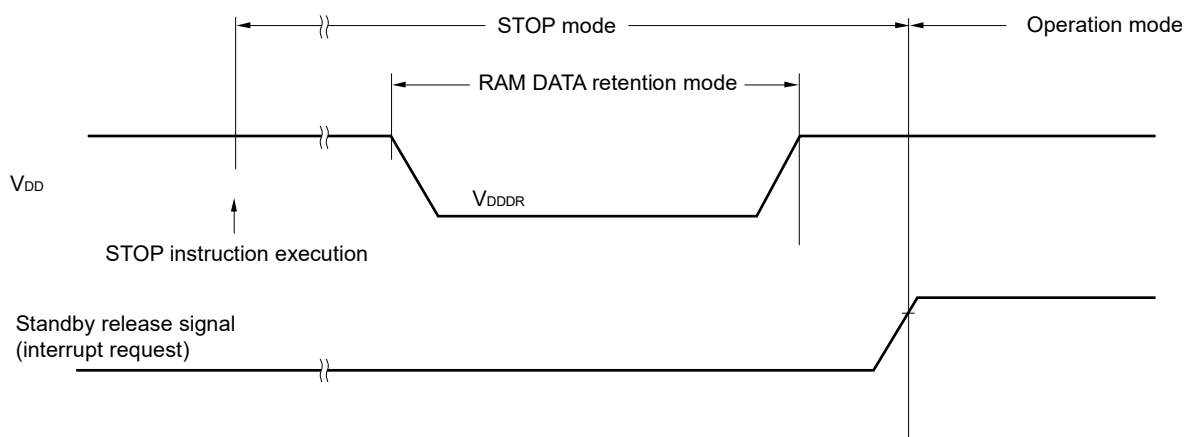 STOP mode
Operation mode
RAM DATA retention mode
VDD
VDDDR
STOP instruction execution
Standby release signal
(interrupt request)